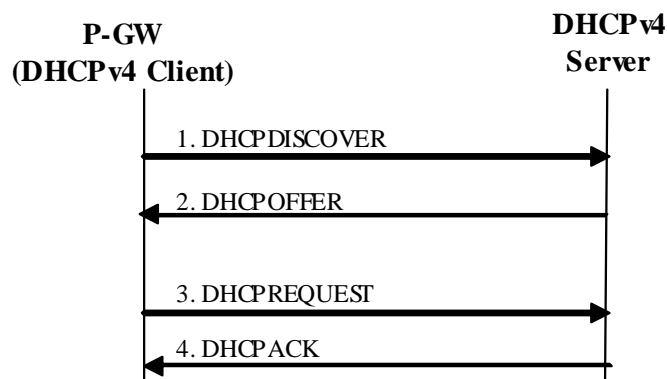 P-GW
(DHCPv4 Client)
DHCPv4
Server
1. DHCPDISCOVER
2. DHCPOFFER
3. DHCPREQUEST
4. DHCPACK